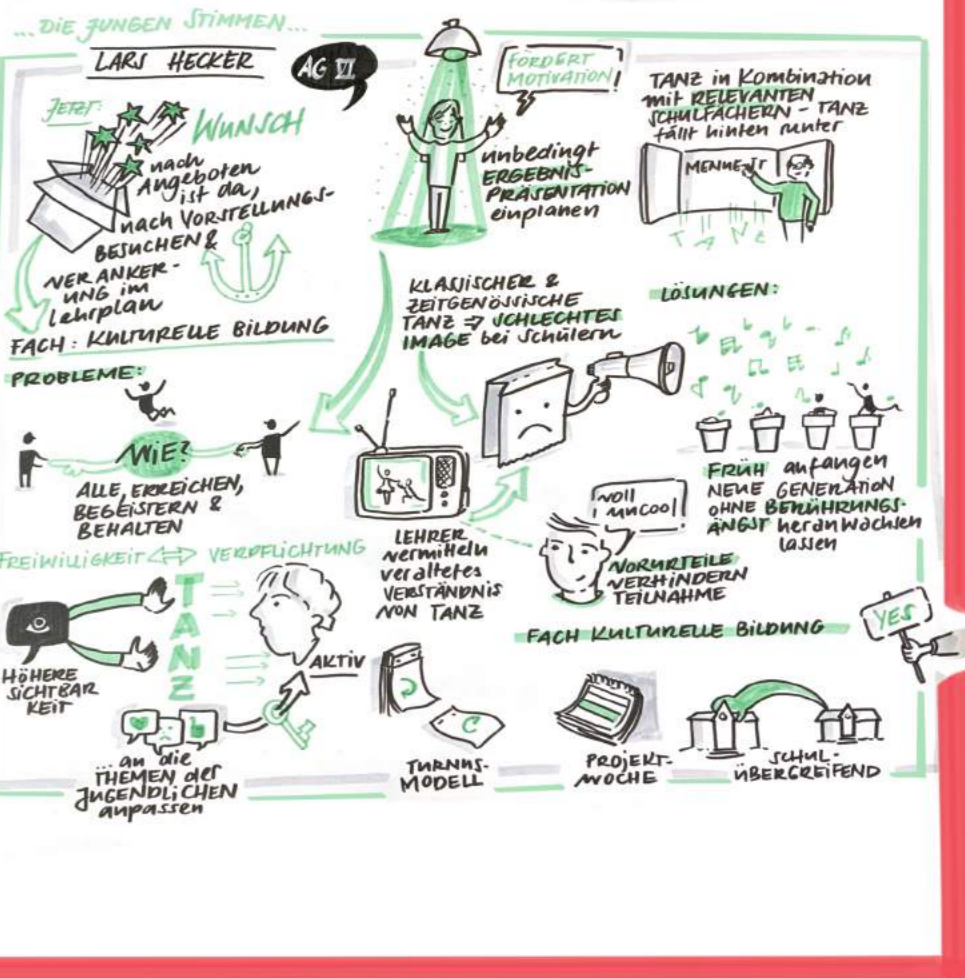 ...DIE JUNGEN STIMMEN...
LARS HECKER
AG VI
JETZT:
WUNSCH
nach
Angeboten
ist da,
nach VORSTELLUNGS-
BESUCHEN &
VERANKER-
UNG im
Lehrplan
FACH: KULTURELLE BILDUNG
FÖRDERT
MOTIVATION!
unbedingt
ERGEBNIS-
PRÄSENTATION
einplanen
TANZ in Kombination
mit RELEVANTEN
SCHULFÄCHERN - TANZ
fällt hinten runter
TANZ
PROBLEME:
WIE?
ALLE ERREICHEN,
BEGEISTERN &
BEHALTEN
KLASSISCHER &
ZEITGENÖSSISCHE
TANZ => SCHLECHTES
IMAGE bei Schülern
LEHRER
vermitteln
veraltetes
VERSTÄNDNIS
VON TANZ
voll
uncool!
VORURTEILE
VERHINDERN
TEILNAHME
LÖSUNGEN:
FRÜH anfangen
NEUE GENERATION
OHNE BERÜHRUNGS-
ANGST heranwachsen
lassen
FREIWILLIGKEIT <=> VERPFLICHTUNG
TANZ
HÖHERE
SICHTBAR
KEIT
AKTIV
...an die
THEMEN der
JUGENDLICHEN
anpassen
FACH KULTURELLE BILDUNG
YES
TURNUS-
MODELL
PROJEKT-
WOCHE
SCHUL-
ÜBERGREIFEND